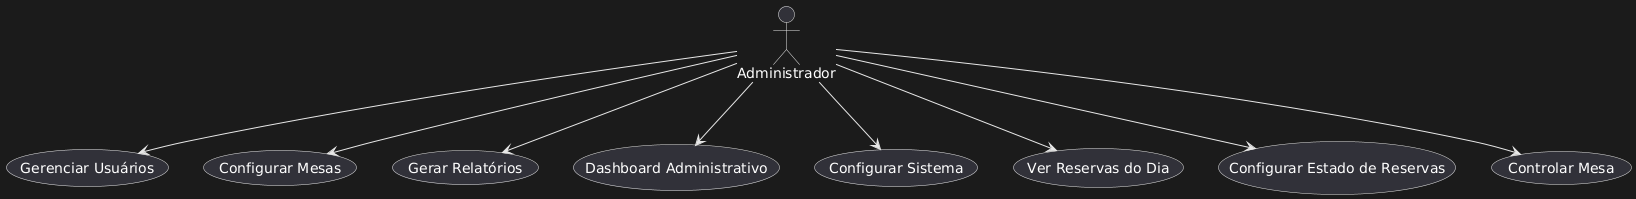 Administrador
Gerenciar Usuários
Configurar Mesas
Gerar Relatórios
Dashboard Administrativo
Configurar Sistema
Ver Reservas do Dia
Configurar Estado de Reservas
Controlar Mesa